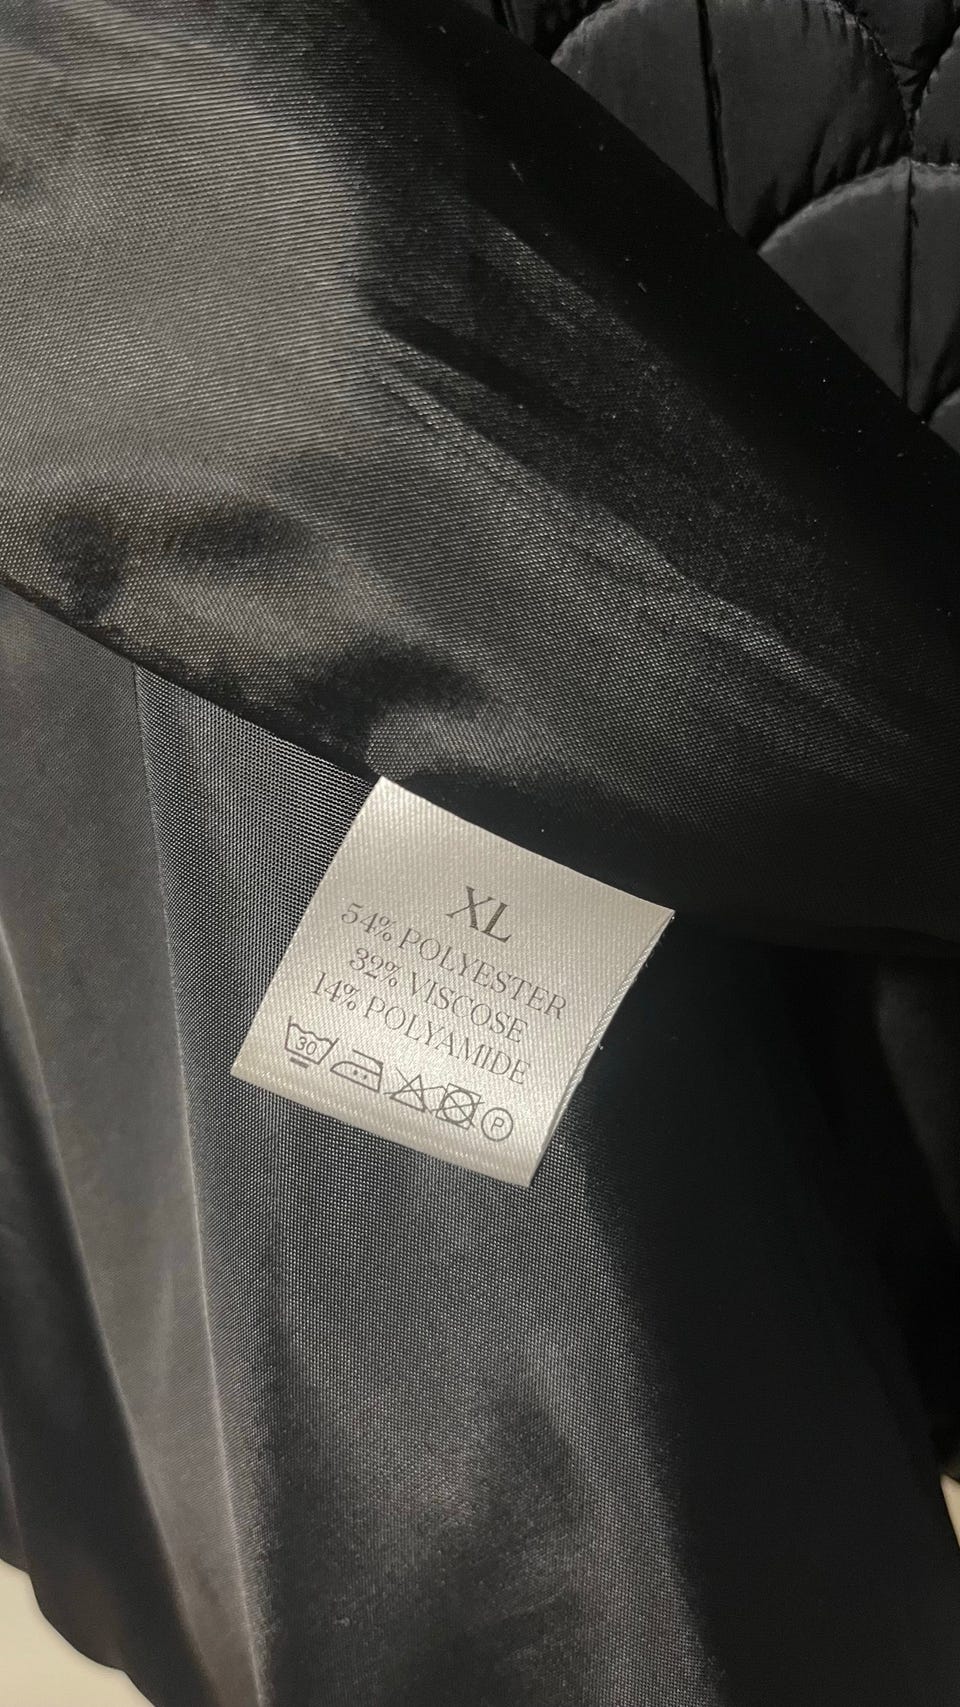 XL
54% POLYESTER
32% VISCOSE
14% POLYAMIDE
30 P